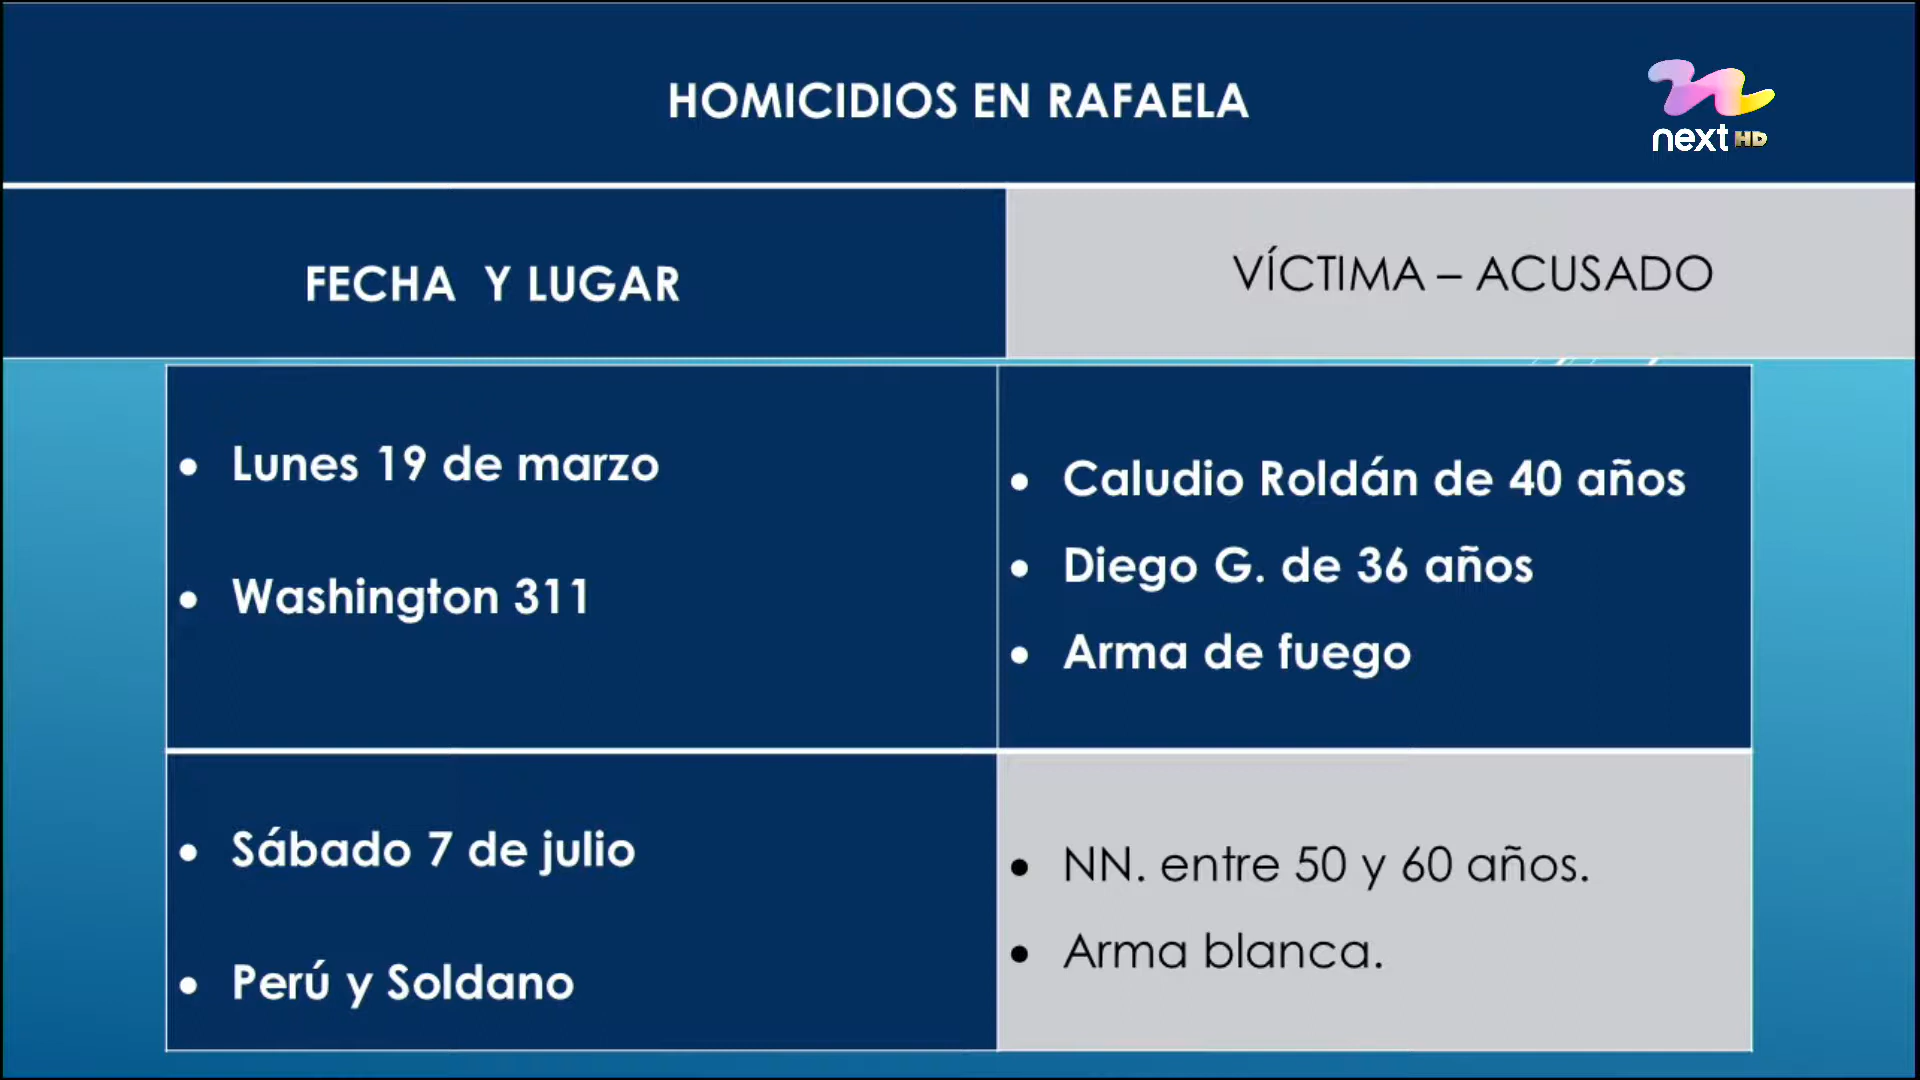 HOMICIDIOS EN RAFAELA
next HD
FECHA Y LUGAR
VÍCTIMA – ACUSADO
• Lunes 19 de marzo
• Washington 311
• Caludio Roldán de 40 años
• Diego G. de 36 años
• Arma de fuego
• Sábado 7 de julio
• Perú y Soldano
• NN. entre 50 y 60 años.
• Arma blanca.